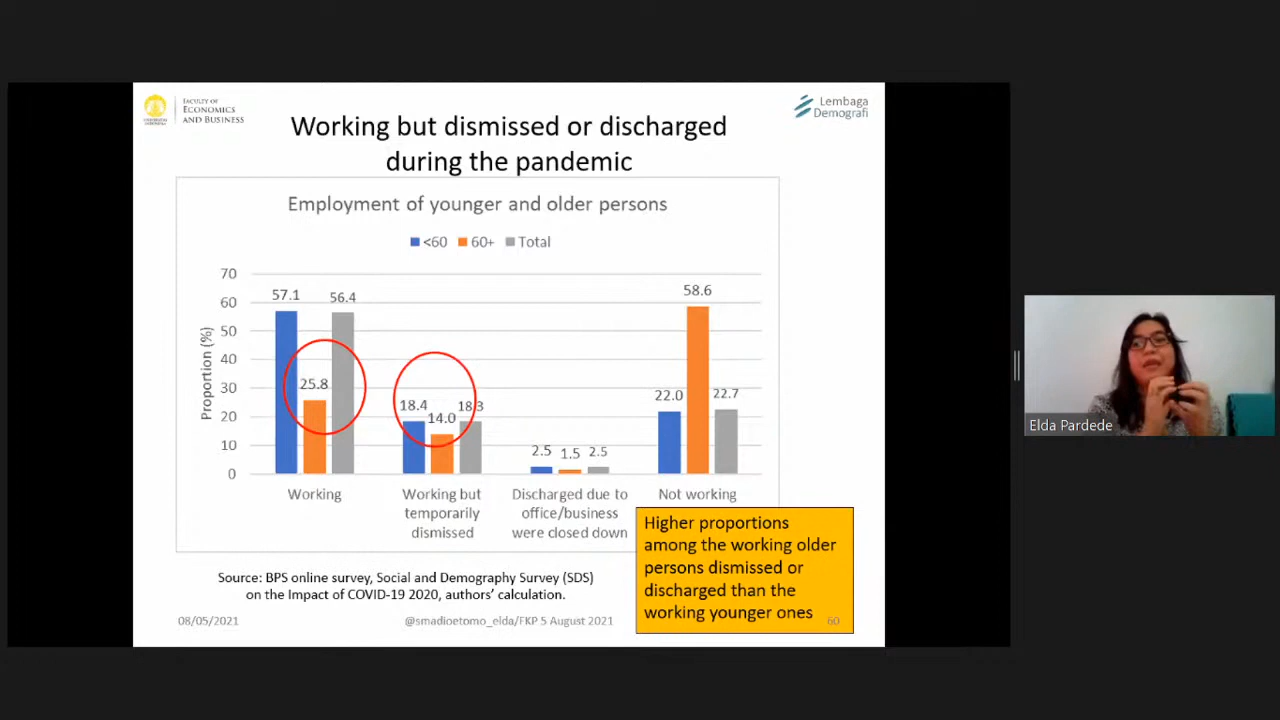 FACULTY OF
ECONOMICS
AND BUSINESS
Lembaga
Demografi
Working but dismissed or discharged
during the pandemic
Employment of younger and older persons
<60 60+ Total
Proportion (%)
70
60
50
40
30
20
10
0
57.1
25.8
56.4
18.4
14.0
18.3
2.5
1.5
2.5
22.0
58.6
22.7
Working
Working but
temporarily
dismissed
Discharged due to
office/business
were closed down
Not working
Higher proportions
among the working older
persons dismissed or
discharged than the
working younger ones
Source: BPS online survey, Social and Demography Survey (SDS)
on the Impact of COVID-19 2020, authors' calculation.
08/05/2021
@smadioetomo_elda/FKP 5 August 2021
60
Elda Pardede